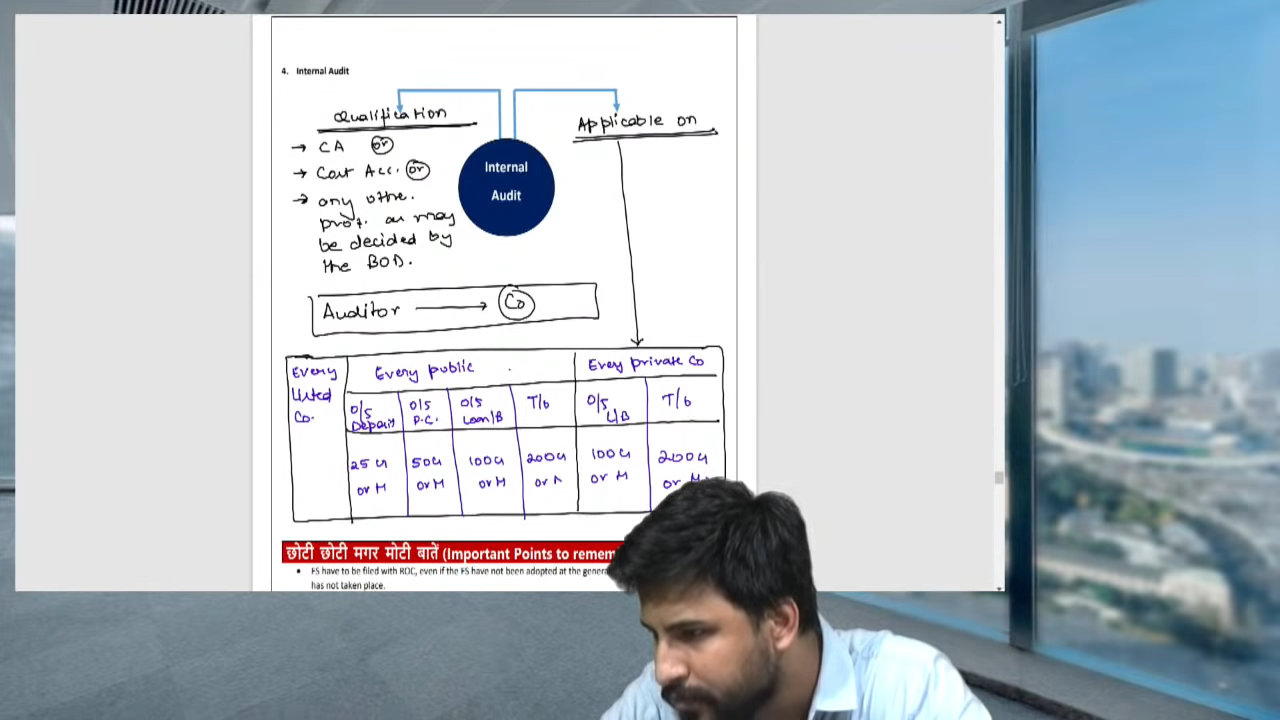 4. Internal Audit
Qualification
→ CA or
→ Cost Acc. or
→ any othe.
prof. as may
be decided by
the BOD.
Internal
Audit
Applicable on
Auditor → Co
Every
Listed
Co.
Every public
Every private Co
O/S
Deposit
O/S
P.C.
O/S
Loan/B
T/o
O/S
L/B
T/o
25 Cr
or M
50 Cr
or M
100 Cr
or M
200 Cr
or M
100 Cr
or M
200 Cr
or M
छोटी छोटी मगर मोटी बातें (Important Points to remem
• FS have to be filed with ROC, even if the FS have not been adopted at the genera
has not taken place.